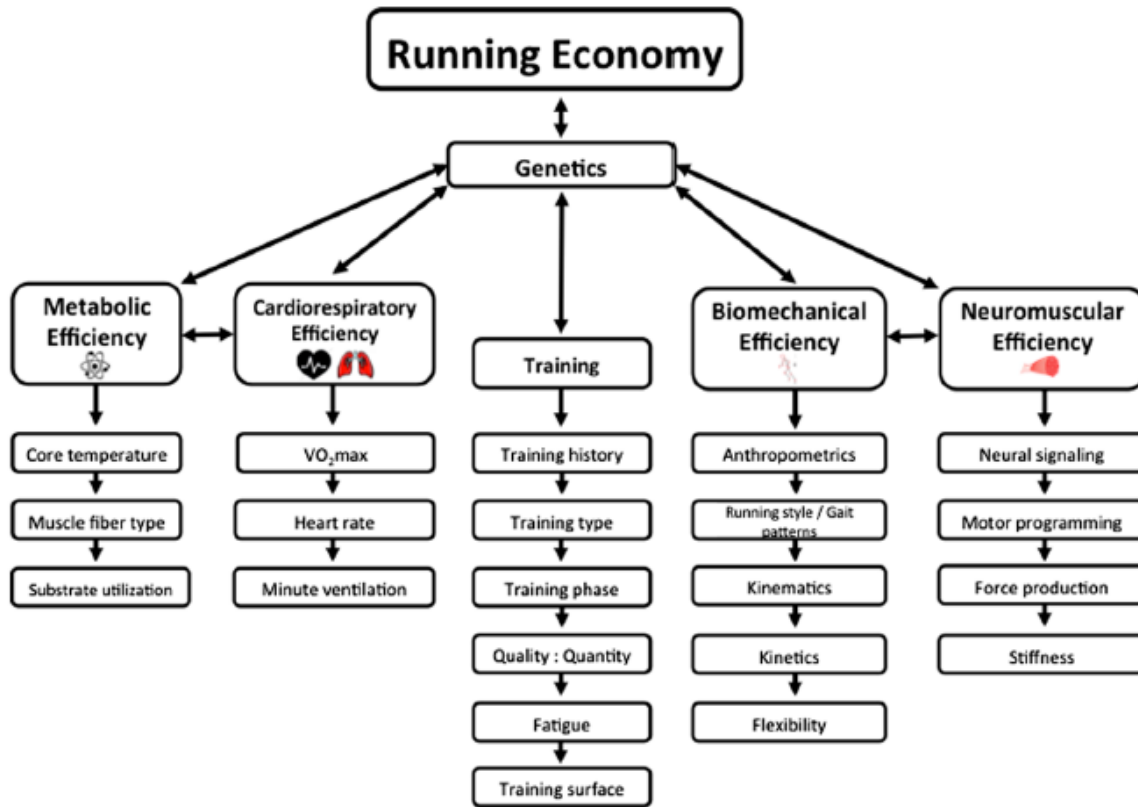 Running Economy
Genetics
Metabolic
Efficiency
Core temperature
Muscle fiber type
Substrate utilization
Cardiorespiratory
Efficiency
VO₂max
Heart rate
Minute ventilation
Training
Training history
Training type
Training phase
Quality : Quantity
Fatigue
Training surface
Biomechanical
Efficiency
Anthropometrics
Running style / Gait
patterns
Kinematics
Kinetics
Flexibility
Neuromuscular
Efficiency
Neural signaling
Motor programming
Force production
Stiffness